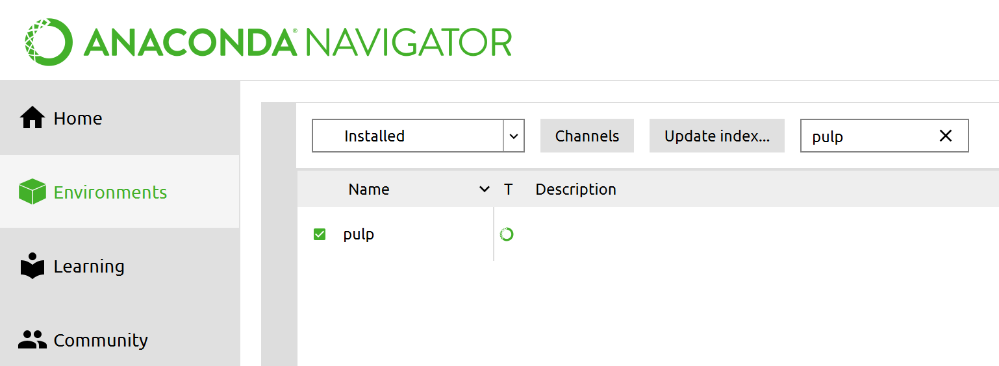 ANACONDA® NAVIGATOR
Home
Environments
Learning
Community
Installed
Channels
Update index...
pulp
Name
T
Description
pulp